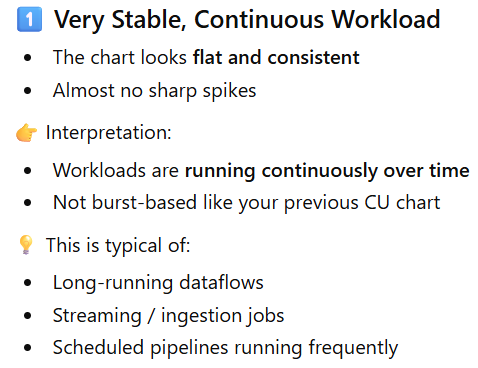 1️⃣ Very Stable, Continuous Workload
• The chart looks flat and consistent
• Almost no sharp spikes
👉 Interpretation:
• Workloads are running continuously over time
• Not burst-based like your previous CU chart
💡 This is typical of:
• Long-running dataflows
• Streaming / ingestion jobs
• Scheduled pipelines running frequently